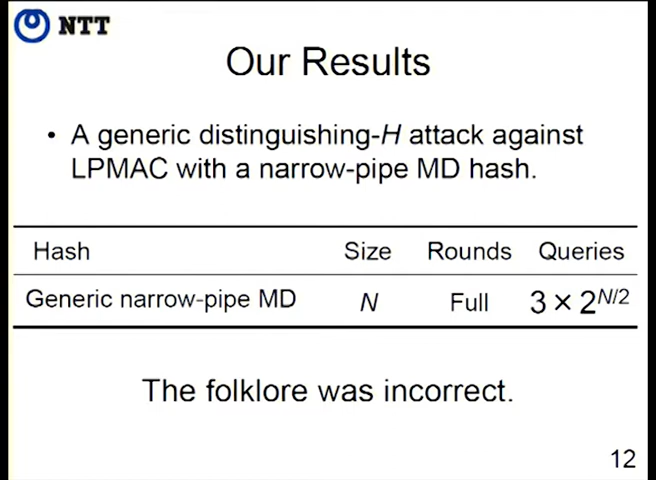 NTT
Our Results
• A generic distinguishing-H attack against
LPMAC with a narrow-pipe MD hash.
Hash Size Rounds Queries
Generic narrow-pipe MD N Full 3 × 2^{N/2}
The folklore was incorrect.
12